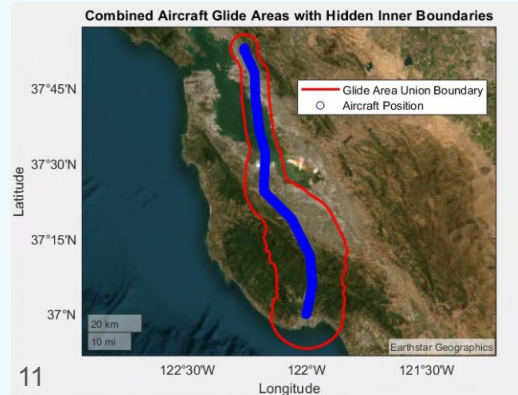 Combined Aircraft Glide Areas with Hidden Inner Boundaries
37°45'N
Glide Area Union Boundary
Aircraft Position
37°30'N
Latitude
37°15'N
37°N
20 km
10 mi
Earthstar Geographics
11
122°30'W
122°W
121°30'W
Longitude